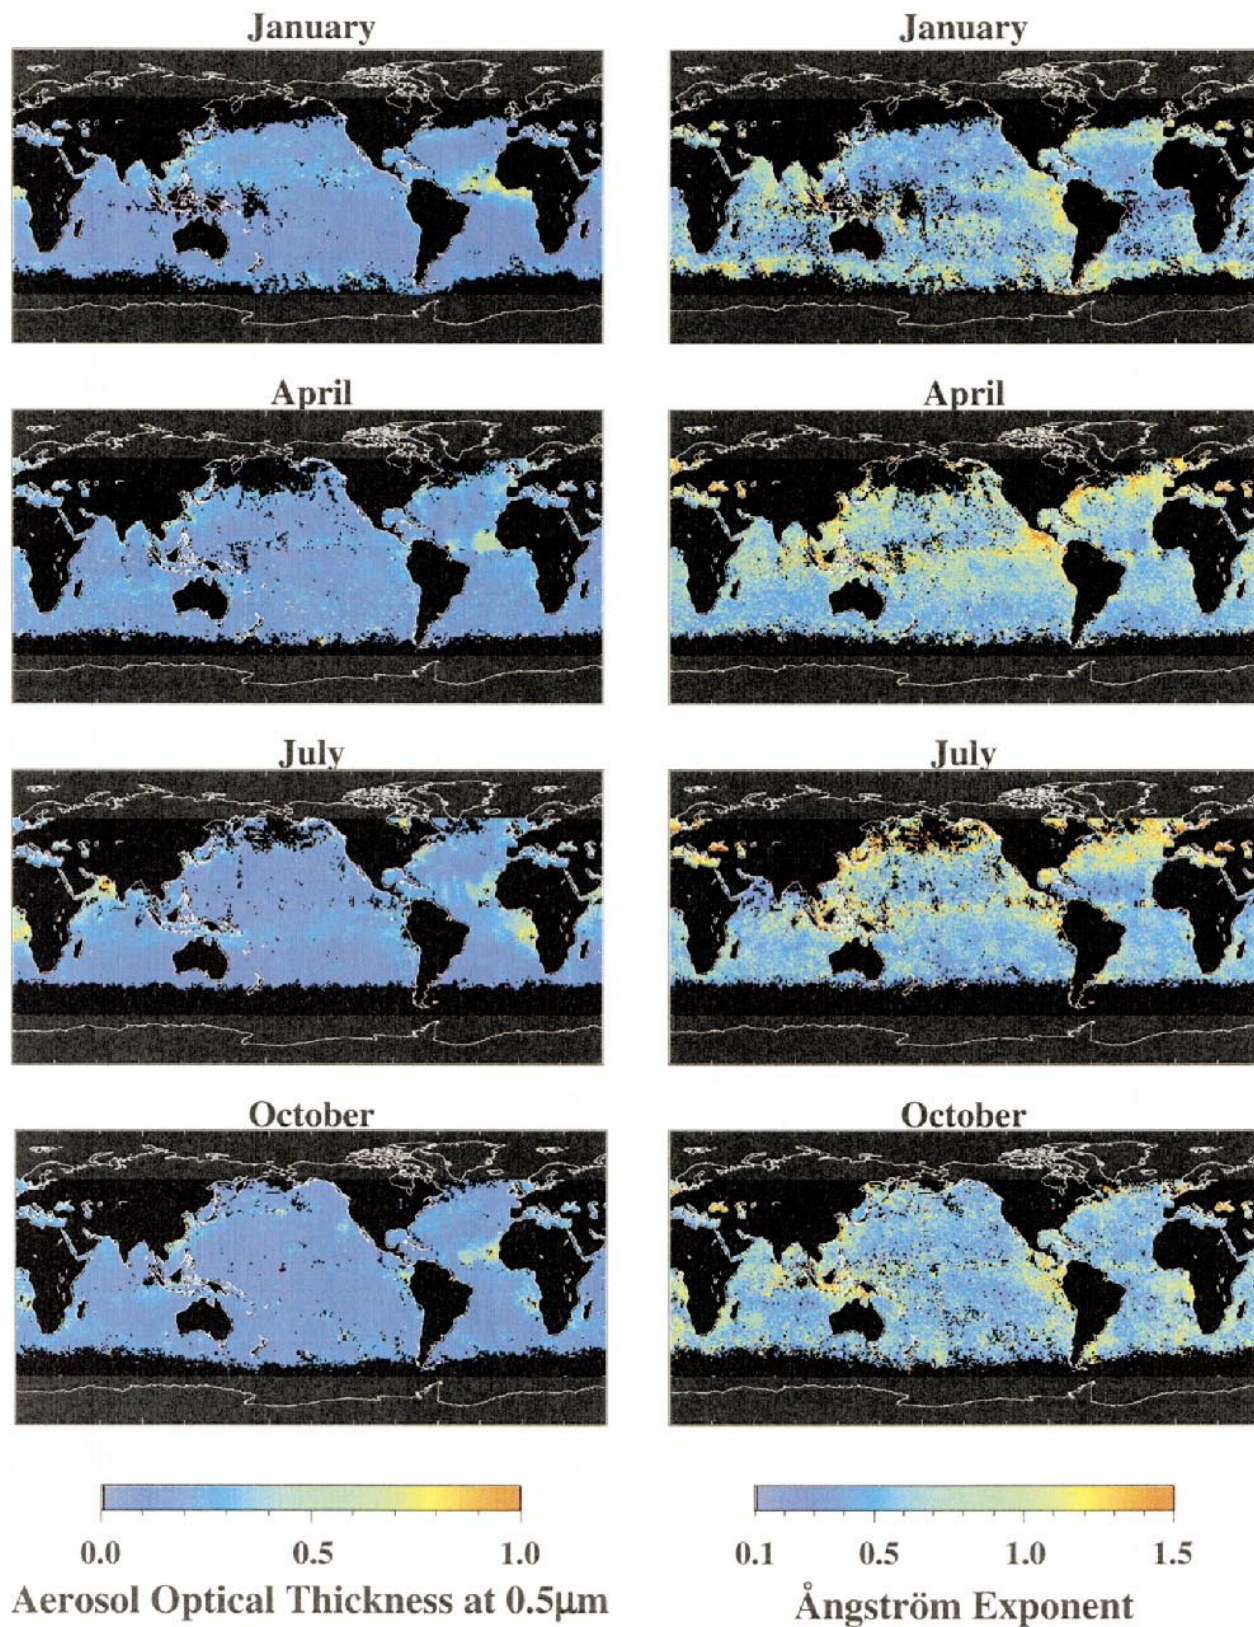 January
January
April
April
July
July
October
October
0.0 0.5 1.0
0.1 0.5 1.0 1.5
Aerosol Optical Thickness at 0.5μm
Ångström Exponent